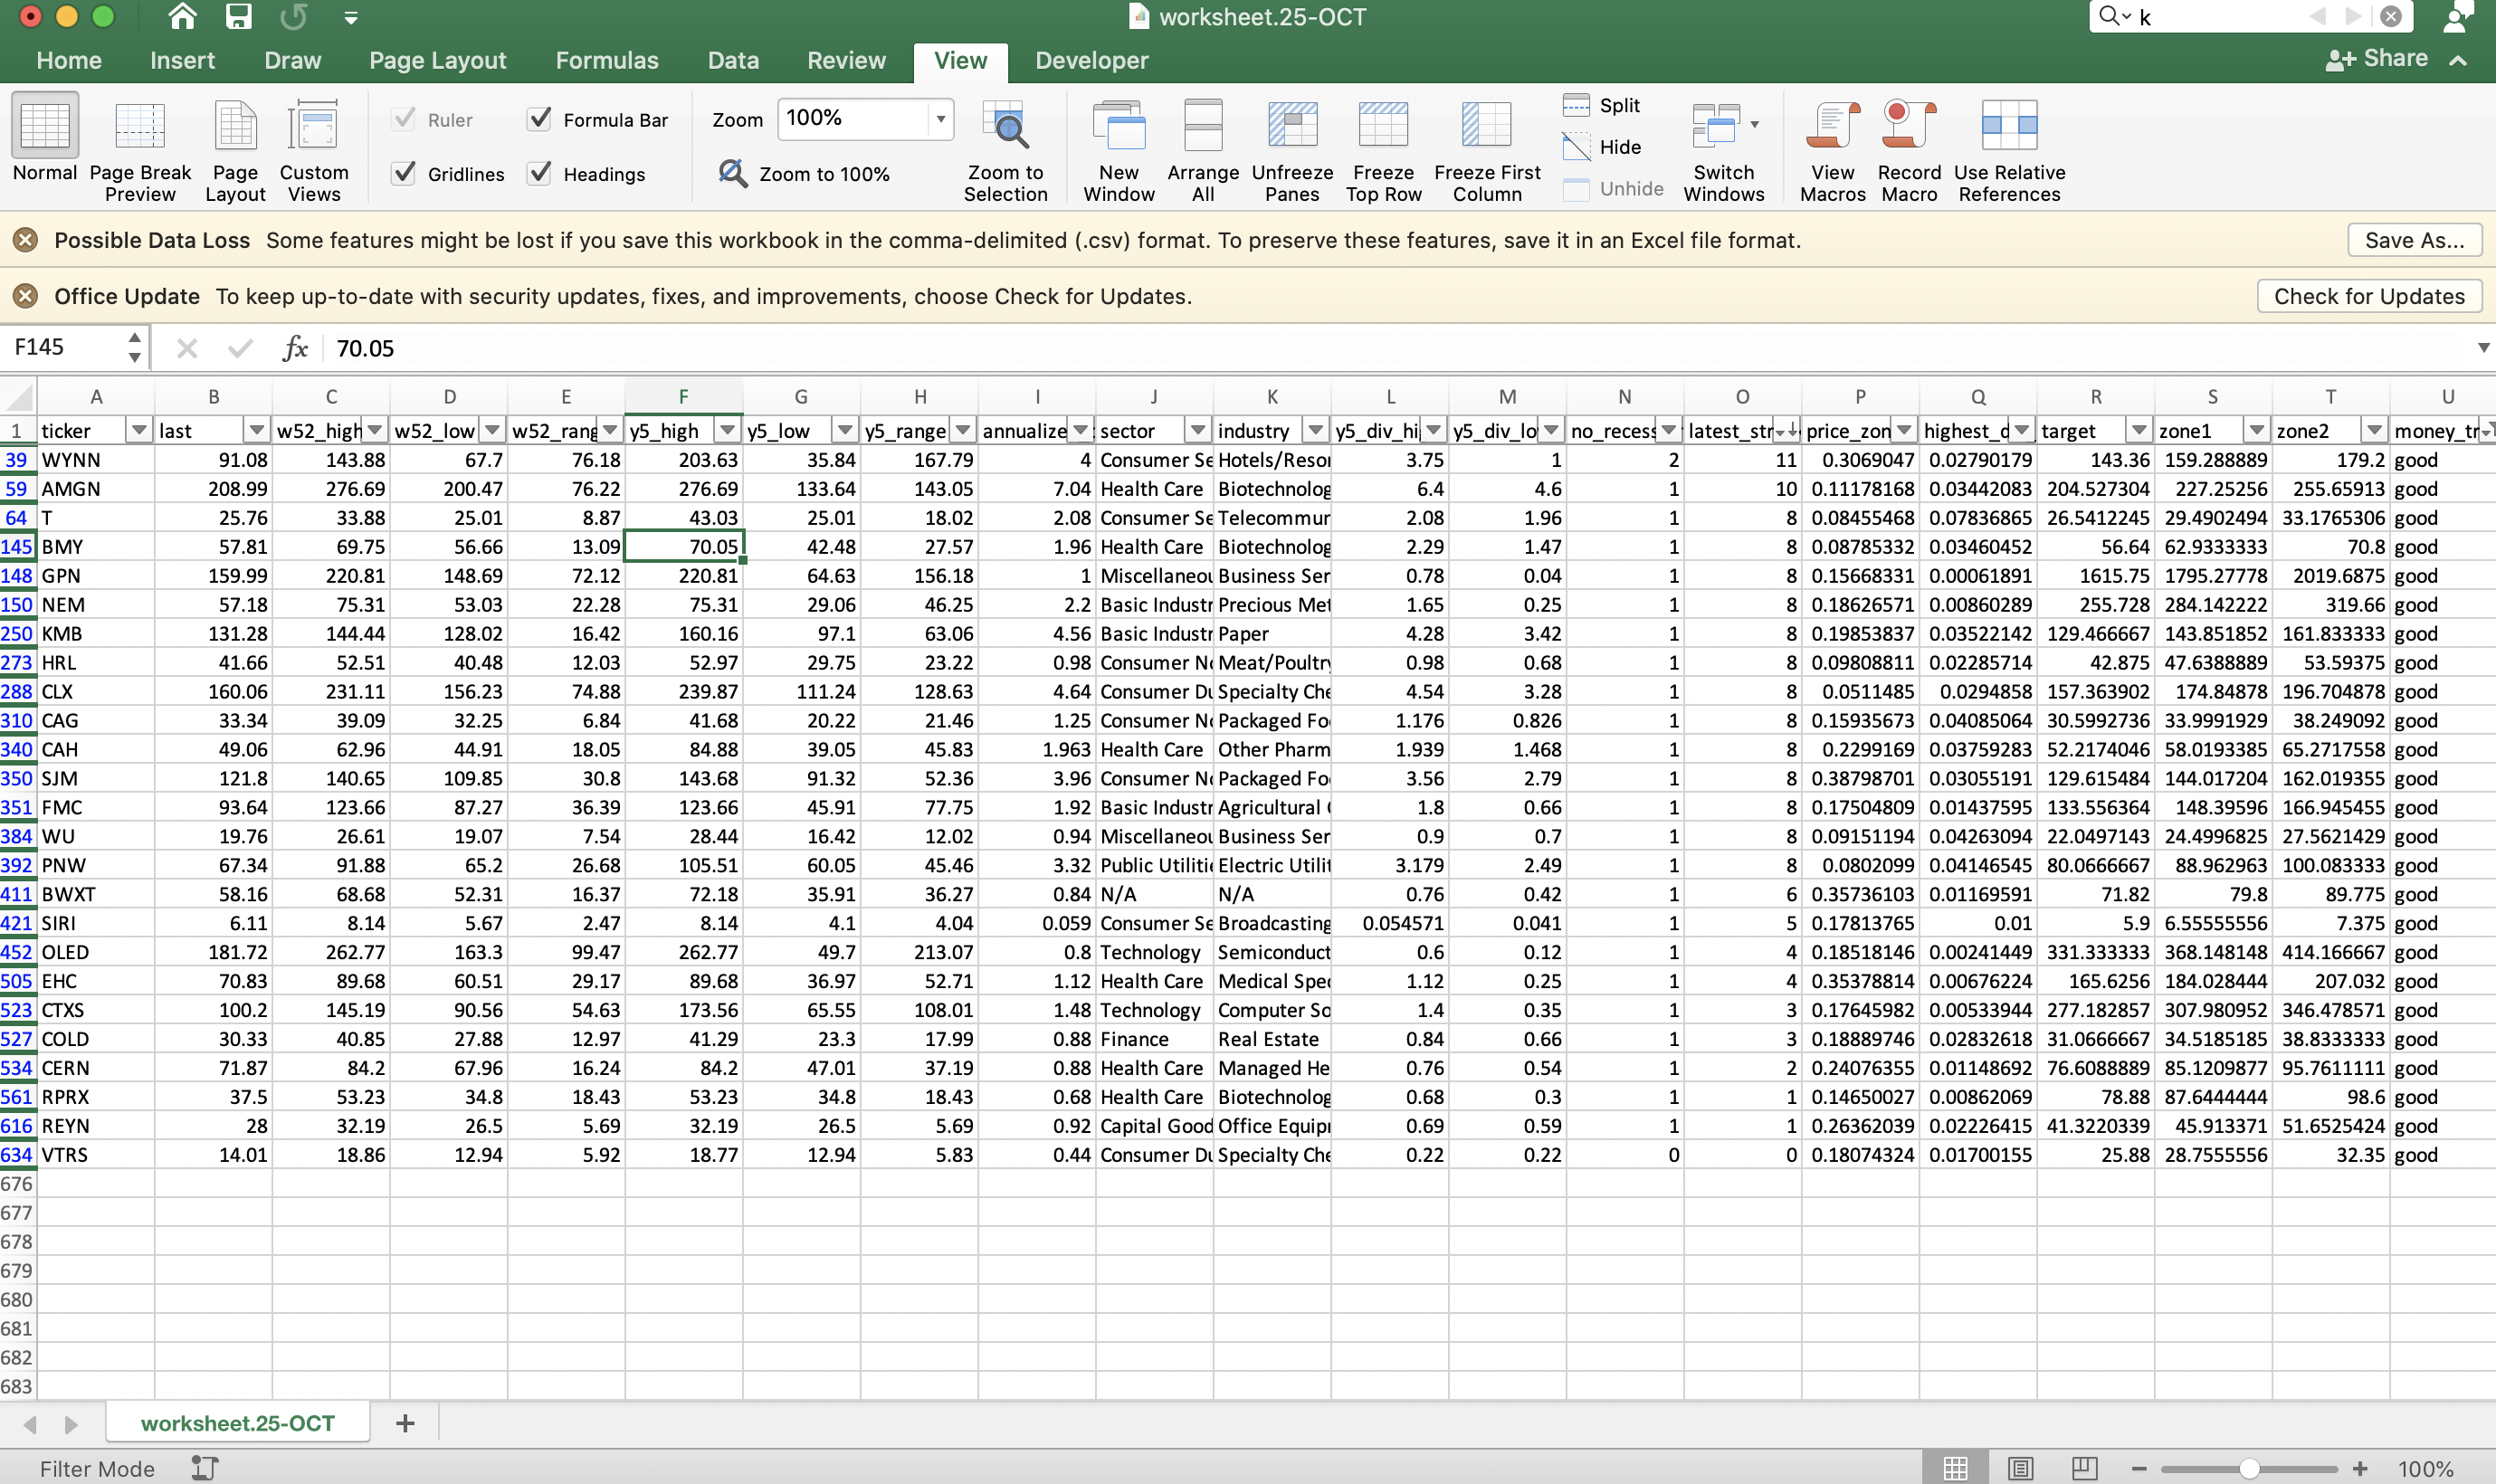 worksheet.25-OCT
k
Home Insert Draw Page Layout Formulas Data Review View Developer Share
Normal Page Break Preview Page Layout Custom Views
Ruler Formula Bar Gridlines Headings
Zoom 100% Zoom to 100% Zoom to Selection
New Window Arrange All Unfreeze Panes Freeze Top Row Freeze First Column
Split Hide Unhide Switch Windows
View Macros Record Macro Use Relative References
Possible Data Loss Some features might be lost if you save this workbook in the comma-delimited (.csv) format. To preserve these features, save it in an Excel file format. Save As...
Office Update To keep up-to-date with security updates, fixes, and improvements, choose Check for Updates. Check for Updates
F145 fx 70.05
A B C D E F G H I J K L M N O P Q R S T U
1 ticker last w52_high w52_low w52_rang y5_high y5_low y5_range annualize sector industry y5_div_hi y5_div_lo no_recess latest_str price_zon highest_d target zone1 zone2 money_tr
39 WYNN 91.08 143.88 67.7 76.18 203.63 35.84 167.79 4 Consumer Se Hotels/Resor 3.75 1 2 11 0.3069047 0.02790179 143.36 159.288889 179.2 good
59 AMGN 208.99 276.69 200.47 76.22 276.69 133.64 143.05 7.04 Health Care Biotechnolog 6.4 4.6 1 10 0.11178168 0.03442083 204.527304 227.25256 255.65913 good
64 T 25.76 33.88 25.01 8.87 43.03 25.01 18.02 2.08 Consumer Se Telecommur 2.08 1.96 1 8 0.08455468 0.07836865 26.5412245 29.4902494 33.1765306 good
145 BMY 57.81 69.75 56.66 13.09 70.05 42.48 27.57 1.96 Health Care Biotechnolog 2.29 1.47 1 8 0.08785332 0.03460452 56.64 62.9333333 70.8 good
148 GPN 159.99 220.81 148.69 72.12 220.81 64.63 156.18 1 Miscellaneou Business Ser 0.78 0.04 1 8 0.15668331 0.00061891 1615.75 1795.27778 2019.6875 good
150 NEM 57.18 75.31 53.03 22.28 75.31 29.06 46.25 2.2 Basic Industr Precious Met 1.65 0.25 1 8 0.18626571 0.00860289 255.728 284.142222 319.66 good
250 KMB 131.28 144.44 128.02 16.42 160.16 97.1 63.06 4.56 Basic Industr Paper 4.28 3.42 1 8 0.19853837 0.03522142 129.466667 143.851852 161.833333 good
273 HRL 41.66 52.51 40.48 12.03 52.97 29.75 23.22 0.98 Consumer No Meat/Poultry 0.98 0.68 1 8 0.09808811 0.02285714 42.875 47.6388889 53.59375 good
288 CLX 160.06 231.11 156.23 74.88 239.87 111.24 128.63 4.64 Consumer Du Specialty Che 4.54 3.28 1 8 0.0511485 0.0294858 157.363902 174.84878 196.704878 good
310 CAG 33.34 39.09 32.25 6.84 41.68 20.22 21.46 1.25 Consumer No Packaged Foo 1.176 0.826 1 8 0.15935673 0.04085064 30.5992736 33.9991929 38.249092 good
340 CAH 49.06 62.96 44.91 18.05 84.88 39.05 45.83 1.963 Health Care Other Pharm 1.939 1.468 1 8 0.2299169 0.03759283 52.2174046 58.0193385 65.2717558 good
350 SJM 121.8 140.65 109.85 30.8 143.68 91.32 52.36 3.96 Consumer No Packaged Foo 3.56 2.79 1 8 0.38798701 0.03055191 129.615484 144.017204 162.019355 good
351 FMC 93.64 123.66 87.27 36.39 123.66 45.91 77.75 1.92 Basic Industr Agricultural 1.8 0.66 1 8 0.17504809 0.01437595 133.556364 148.39596 166.945455 good
384 WU 19.76 26.61 19.07 7.54 28.44 16.42 12.02 0.94 Miscellaneou Business Ser 0.9 0.7 1 8 0.09151194 0.04263094 22.0497143 24.4996825 27.5621429 good
392 PNW 67.34 91.88 65.2 26.68 105.51 60.05 45.46 3.32 Public Utiliti Electric Utilit 3.179 2.49 1 8 0.0802099 0.04146545 80.0666667 88.962963 100.083333 good
411 BWXT 58.16 68.68 52.31 16.37 72.18 35.91 36.27 0.84 N/A N/A 0.76 0.42 1 6 0.35736103 0.01169591 71.82 79.8 89.775 good
421 SIRI 6.11 8.14 5.67 2.47 8.14 4.1 4.04 0.059 Consumer Se Broadcasting 0.054571 0.041 1 5 0.17813765 0.01 5.9 6.55555556 7.375 good
452 OLED 181.72 262.77 163.3 99.47 262.77 49.7 213.07 0.8 Technology Semiconduct 0.6 0.12 1 4 0.18518146 0.00241449 331.333333 368.148148 414.166667 good
505 EHC 70.83 89.68 60.51 29.17 89.68 36.97 52.71 1.12 Health Care Medical Spec 1.12 0.25 1 4 0.35378814 0.00676224 165.6256 184.028444 207.032 good
523 CTXS 100.2 145.19 90.56 54.63 173.56 65.55 108.01 1.48 Technology Computer So 1.4 0.35 1 3 0.17645982 0.00533944 277.182857 307.980952 346.478571 good
527 COLD 30.33 40.85 27.88 12.97 41.29 23.3 17.99 0.88 Finance Real Estate 0.84 0.66 1 3 0.18889746 0.02832618 31.0666667 34.5185185 38.8333333 good
534 CERN 71.87 84.2 67.96 16.24 84.2 47.01 37.19 0.88 Health Care Managed He 0.76 0.54 1 2 0.24076355 0.01148692 76.6088889 85.1209877 95.7611111 good
561 RPRX 37.5 53.23 34.8 18.43 53.23 34.8 18.43 0.68 Health Care Biotechnolog 0.68 0.3 1 1 0.14650027 0.00862069 78.88 87.6444444 98.6 good
616 REYN 28 32.19 26.5 5.69 32.19 26.5 5.69 0.92 Capital Good Office Equipr 0.69 0.59 1 1 0.26362039 0.02226415 41.3220339 45.913371 51.6525424 good
634 VTRS 14.01 18.86 12.94 5.92 18.77 12.94 5.83 0.44 Consumer Du Specialty Che 0.22 0.22 0 0 0.18074324 0.01700155 25.88 28.7555556 32.35 good
676
677
678
679
680
681
682
683
worksheet.25-OCT +
Filter Mode 100%